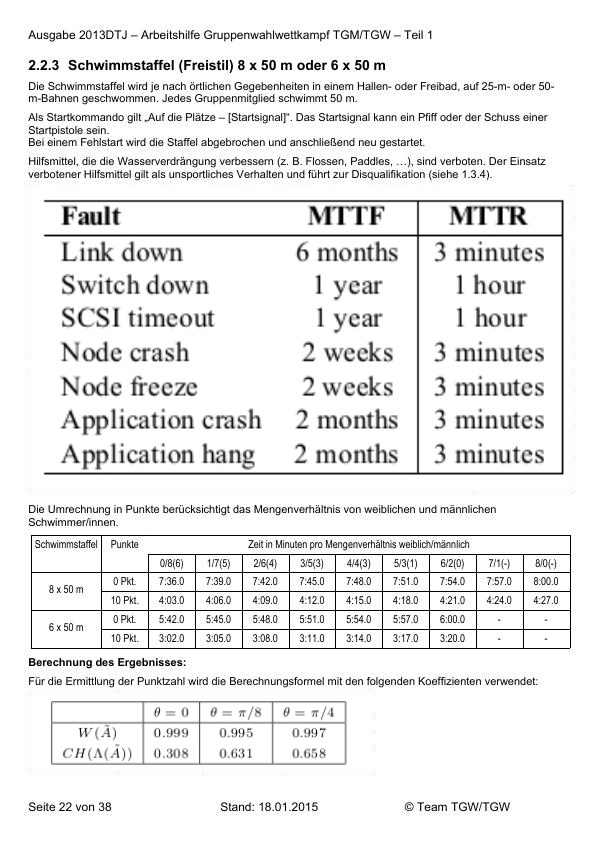 Ausgabe 2013DTJ – Arbeitshilfe Gruppenwahlwettkampf TGM/TGW – Teil 1
2.2.3 Schwimmstaffel (Freistil) 8 x 50 m oder 6 x 50 m
Die Schwimmstaffel wird je nach örtlichen Gegebenheiten in einem Hallen- oder Freibad, auf 25-m- oder 50-
m-Bahnen geschwommen. Jedes Gruppenmitglied schwimmt 50 m.
Als Startkommando gilt „Auf die Plätze – [Startsignal]“. Das Startsignal kann ein Pfiff oder der Schuss einer
Startpistole sein.
Bei einem Fehlstart wird die Staffel abgebrochen und anschließend neu gestartet.
Hilfsmittel, die die Wasserverdrängung verbessern (z. B. Flossen, Paddles, …), sind verboten. Der Einsatz
verbotener Hilfsmittel gilt als unsportliches Verhalten und führt zur Disqualifikation (siehe 1.3.4).
Fault MTTF MTTR
Link down 6 months 3 minutes
Switch down 1 year 1 hour
SCSI timeout 1 year 1 hour
Node crash 2 weeks 3 minutes
Node freeze 2 weeks 3 minutes
Application crash 2 months 3 minutes
Application hang 2 months 3 minutes
Die Umrechnung in Punkte berücksichtigt das Mengenverhältnis von weiblichen und männlichen
Schwimmer/innen.
Schwimmstaffel Punkte Zeit in Minuten pro Mengenverhältnis weiblich/männlich
0/8(6) 1/7(5) 2/6(4) 3/5(3) 4/4(3) 5/3(1) 6/2(0) 7/1(-) 8/0(-)
8 x 50 m 0 Pkt. 7:36.0 7:39.0 7:42.0 7:45.0 7:48.0 7:51.0 7:54.0 7:57.0 8:00.0
10 Pkt. 4:03.0 4:06.0 4:09.0 4:12.0 4:15.0 4:18.0 4:21.0 4:24.0 4:27.0
6 x 50 m 0 Pkt. 5:42.0 5:45.0 5:48.0 5:51.0 5:54.0 5:57.0 6:00.0 - -
10 Pkt. 3:02.0 3:05.0 3:08.0 3:11.0 3:14.0 3:17.0 3:20.0 - -
Berechnung des Ergebnisses:
Für die Ermittlung der Punktzahl wird die Berechnungsformel mit den folgenden Koeffizienten verwendet:
θ = 0 θ = π/8 θ = π/4
W(Ã) 0.999 0.995 0.997
CH(Λ(Ã)) 0.308 0.631 0.658
Seite 22 von 38 Stand: 18.01.2015 © Team TGW/TGW